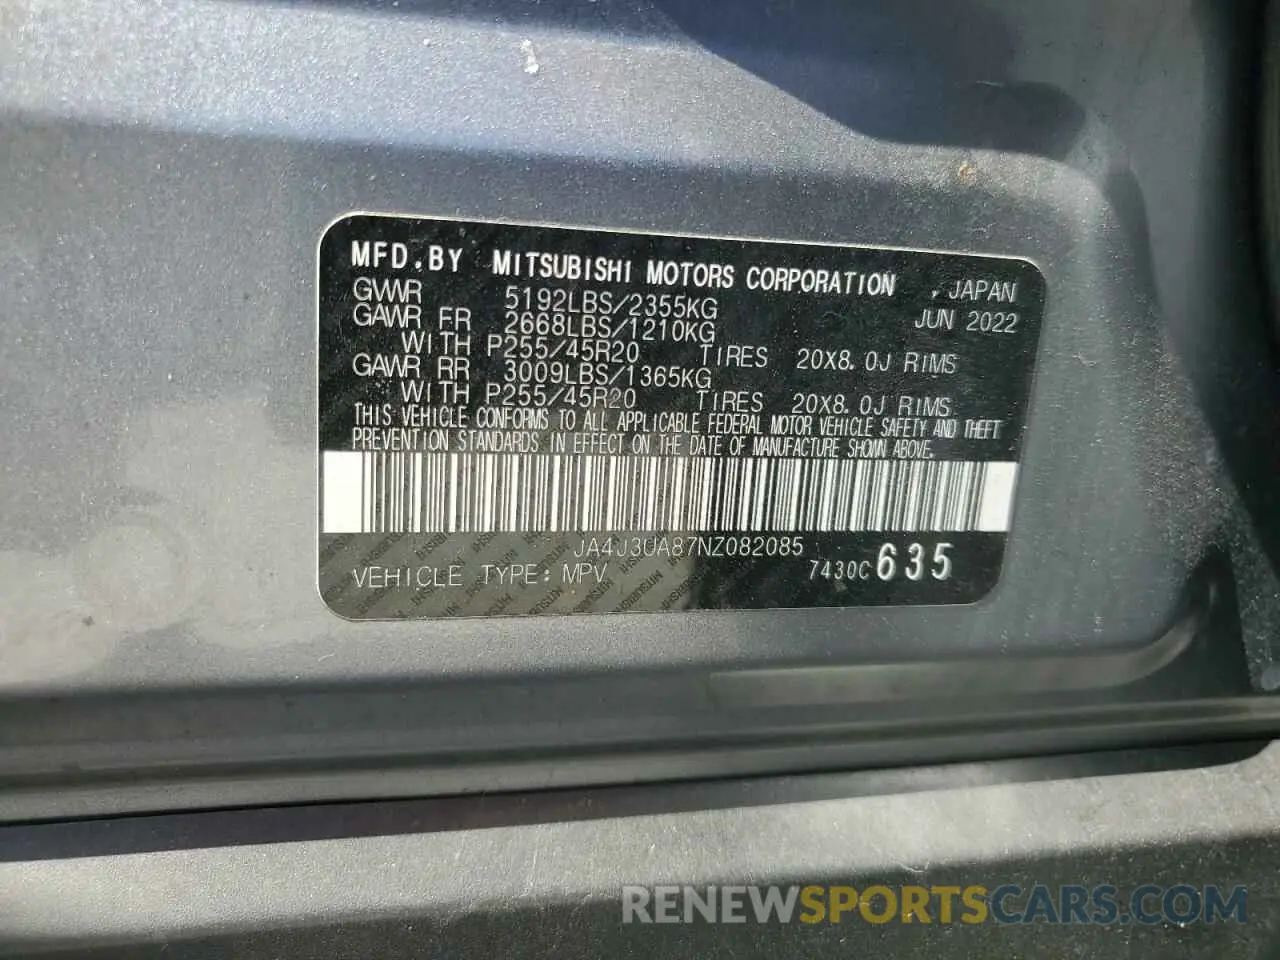 MFD.BY MITSUBISHI MOTORS CORPORATION , JAPAN
GVWR 5192LBS/2355KG JUN 2022
GAWR FR 2668LBS/1210KG
WITH P255/45R20 TIRES 20X8.0J RIMS
GAWR RR 3009LBS/1365KG
WITH P255/45R20 TIRES 20X8.0J RIMS
THIS VEHICLE CONFORMS TO ALL APPLICABLE FEDERAL MOTOR VEHICLE SAFETY AND THEFT
PREVENTION STANDARDS IN EFFECT ON THE DATE OF MANUFACTURE SHOWN ABOVE.
JA4J3UA87NZ082085
VEHICLE TYPE: MPV 7430C 635
RENEWSPORTSCARS.COM